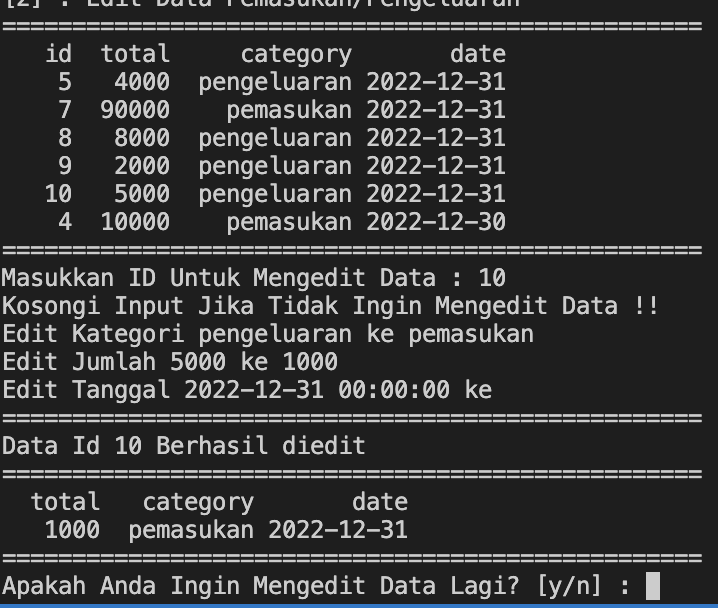 [2] : Edit Data Pemasukan/Pengeluaran
==================================================
id total category date
5 4000 pengeluaran 2022-12-31
7 90000 pemasukan 2022-12-31
8 8000 pengeluaran 2022-12-31
9 2000 pengeluaran 2022-12-31
10 5000 pengeluaran 2022-12-31
4 10000 pemasukan 2022-12-30
==================================================
Masukkan ID Untuk Mengedit Data : 10
Kosongi Input Jika Tidak Ingin Mengedit Data !!
Edit Kategori pengeluaran ke pemasukan
Edit Jumlah 5000 ke 1000
Edit Tanggal 2022-12-31 00:00:00 ke
==================================================
Data Id 10 Berhasil diedit
==================================================
total category date
1000 pemasukan 2022-12-31
==================================================
Apakah Anda Ingin Mengedit Data Lagi? [y/n] :